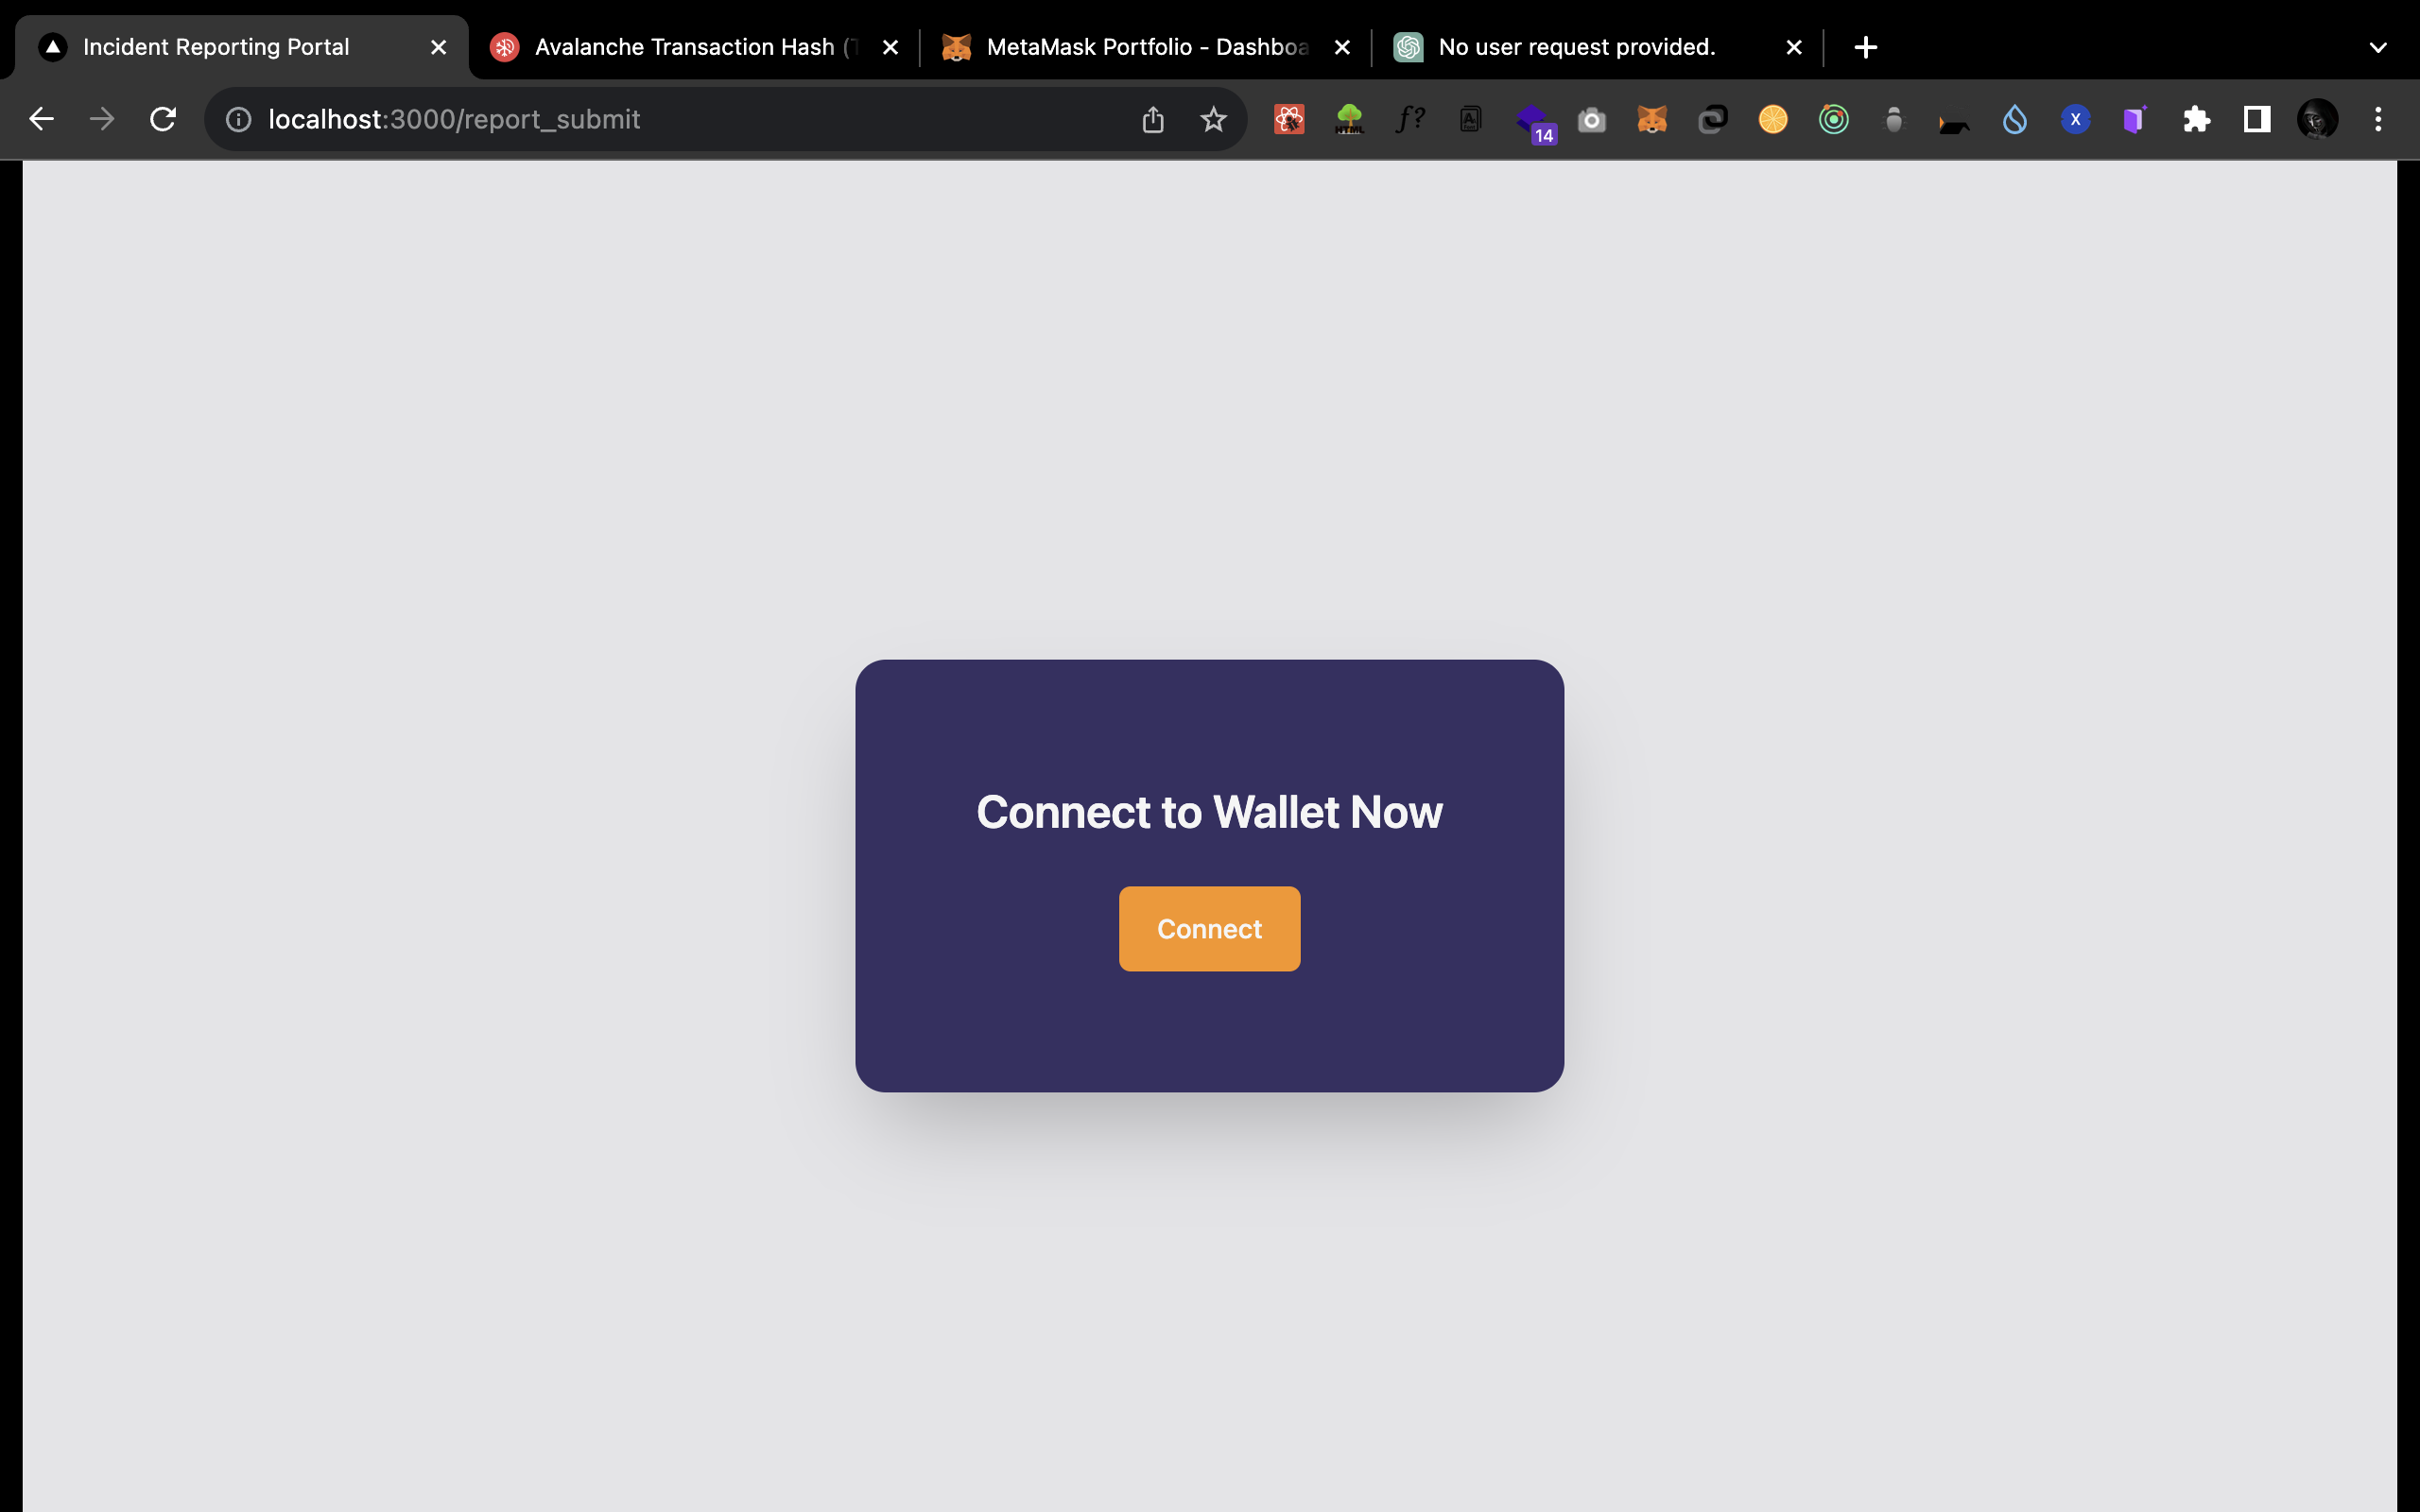 Incident Reporting Portal
Avalanche Transaction Hash (
MetaMask Portfolio - Dashboa
No user request provided.
localhost:3000/report_submit
14
X
Connect to Wallet Now
Connect